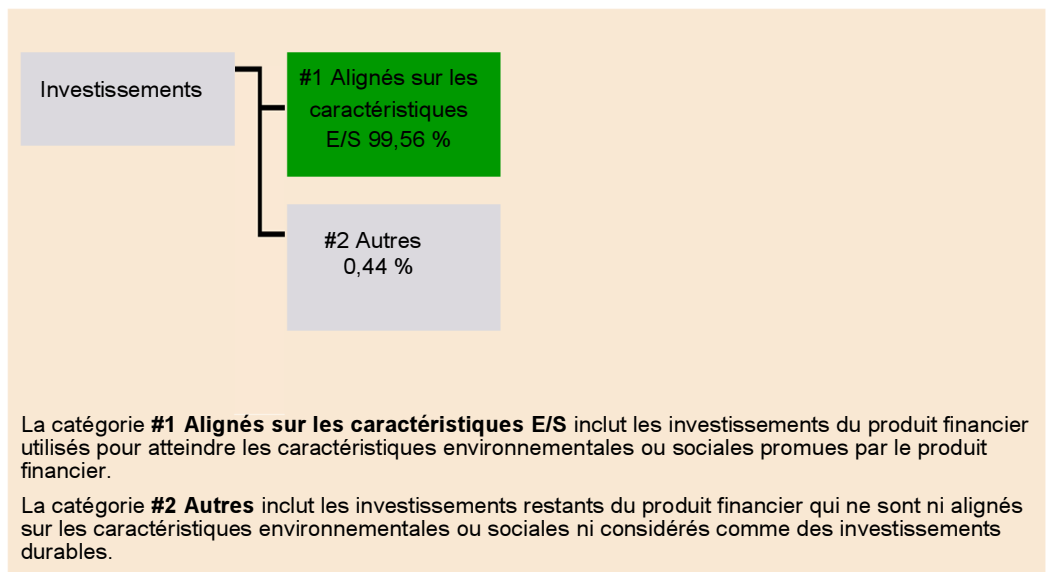 Investissements
#1 Alignés sur les
caractéristiques
E/S 99,56 %
#2 Autres
0,44 %
La catégorie #1 Alignés sur les caractéristiques E/S inclut les investissements du produit financier
utilisés pour atteindre les caractéristiques environnementales ou sociales promues par le produit
financier.
La catégorie #2 Autres inclut les investissements restants du produit financier qui ne sont ni alignés
sur les caractéristiques environnementales ou sociales ni considérés comme des investissements
durables.